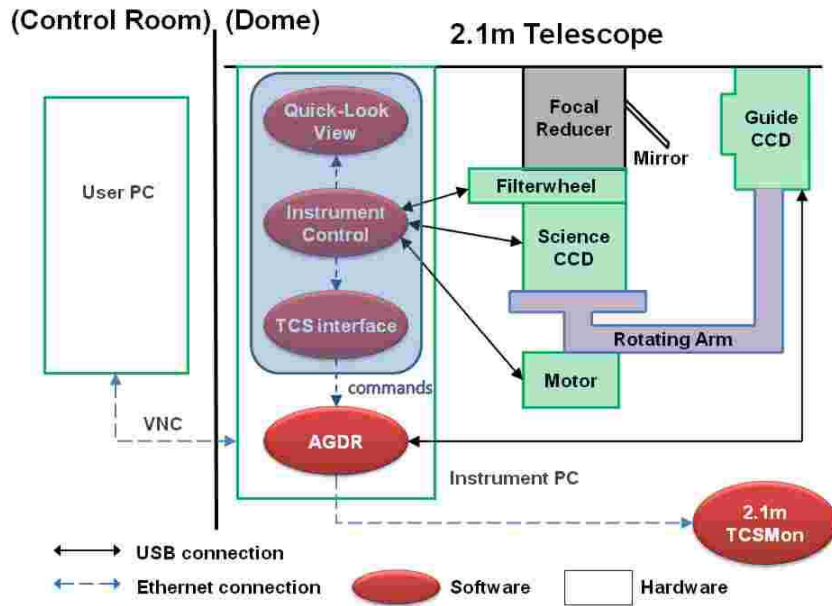 (Control Room)
(Dome)
2.1m Telescope
Quick-Look
View
Focal
Reducer
Guide
CCD
Mirror
User PC
Filterwheel
Instrument
Control
Science
CCD
TCS interface
Rotating Arm
Motor
commands
VNC
AGDR
Instrument PC
2.1m
TCSMon
USB connection
Ethernet connection
Software
Hardware